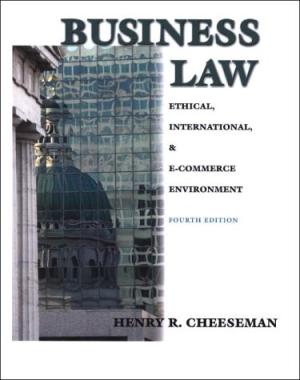 BUSINESS
LAW
ETHICAL,
INTERNATIONAL,
&
E-COMMERCE
ENVIRONMENT
FOURTH EDITION
HENRY R. CHEESEMAN